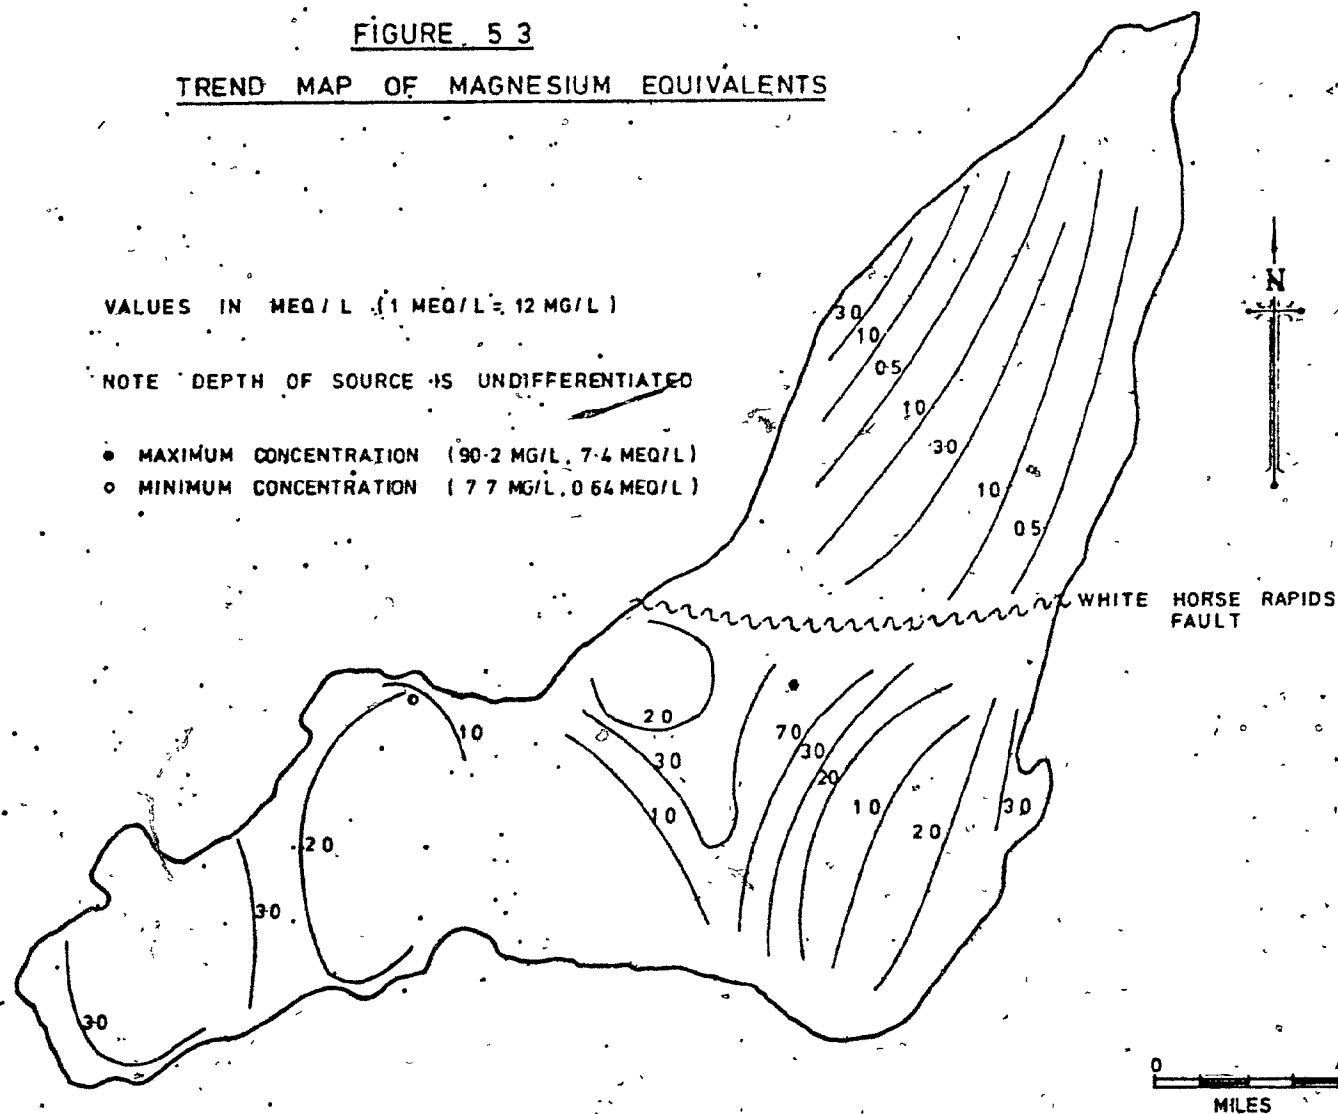 FIGURE. 5 3
TREND MAP OF MAGNESIUM EQUIVALENTS
VALUES IN MEQ/L (1 MEQ/L = 12 MG/L)
NOTE DEPTH OF SOURCE IS UNDIFFERENTIATED
MAXIMUM CONCENTRATION (90·2 MG/L, 7·4 MEQ/L)
MINIMUM CONCENTRATION (7 7 MG/L, 0 64 MEQ/L)
N
3 0
1 0
0·5
1 0
3 0
1 0
0 5
WHITE HORSE RAPIDS
FAULT
2 0
3 0
1 0
7 0
3 0
2 0
1 0
2 0
3 0
1 0
2 0
3·0
3·0
0
MILES